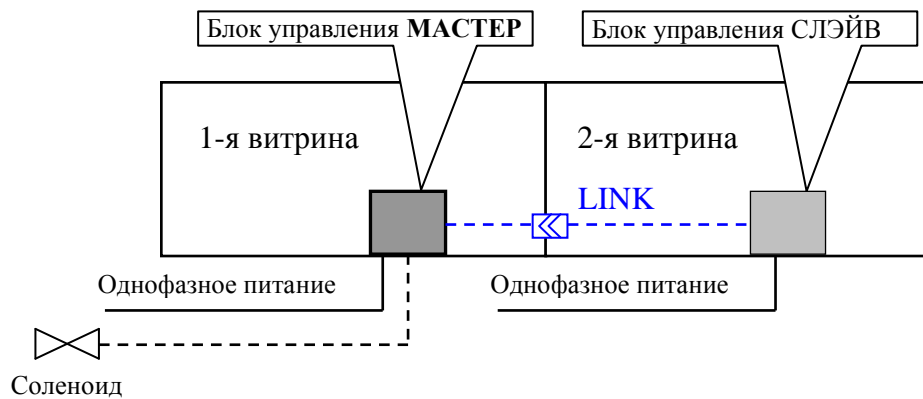 Блок управления МАСТЕР
Блок управления СЛЭЙВ
1-я витрина
2-я витрина
LINK
Однофазное питание
Однофазное питание
Соленоид